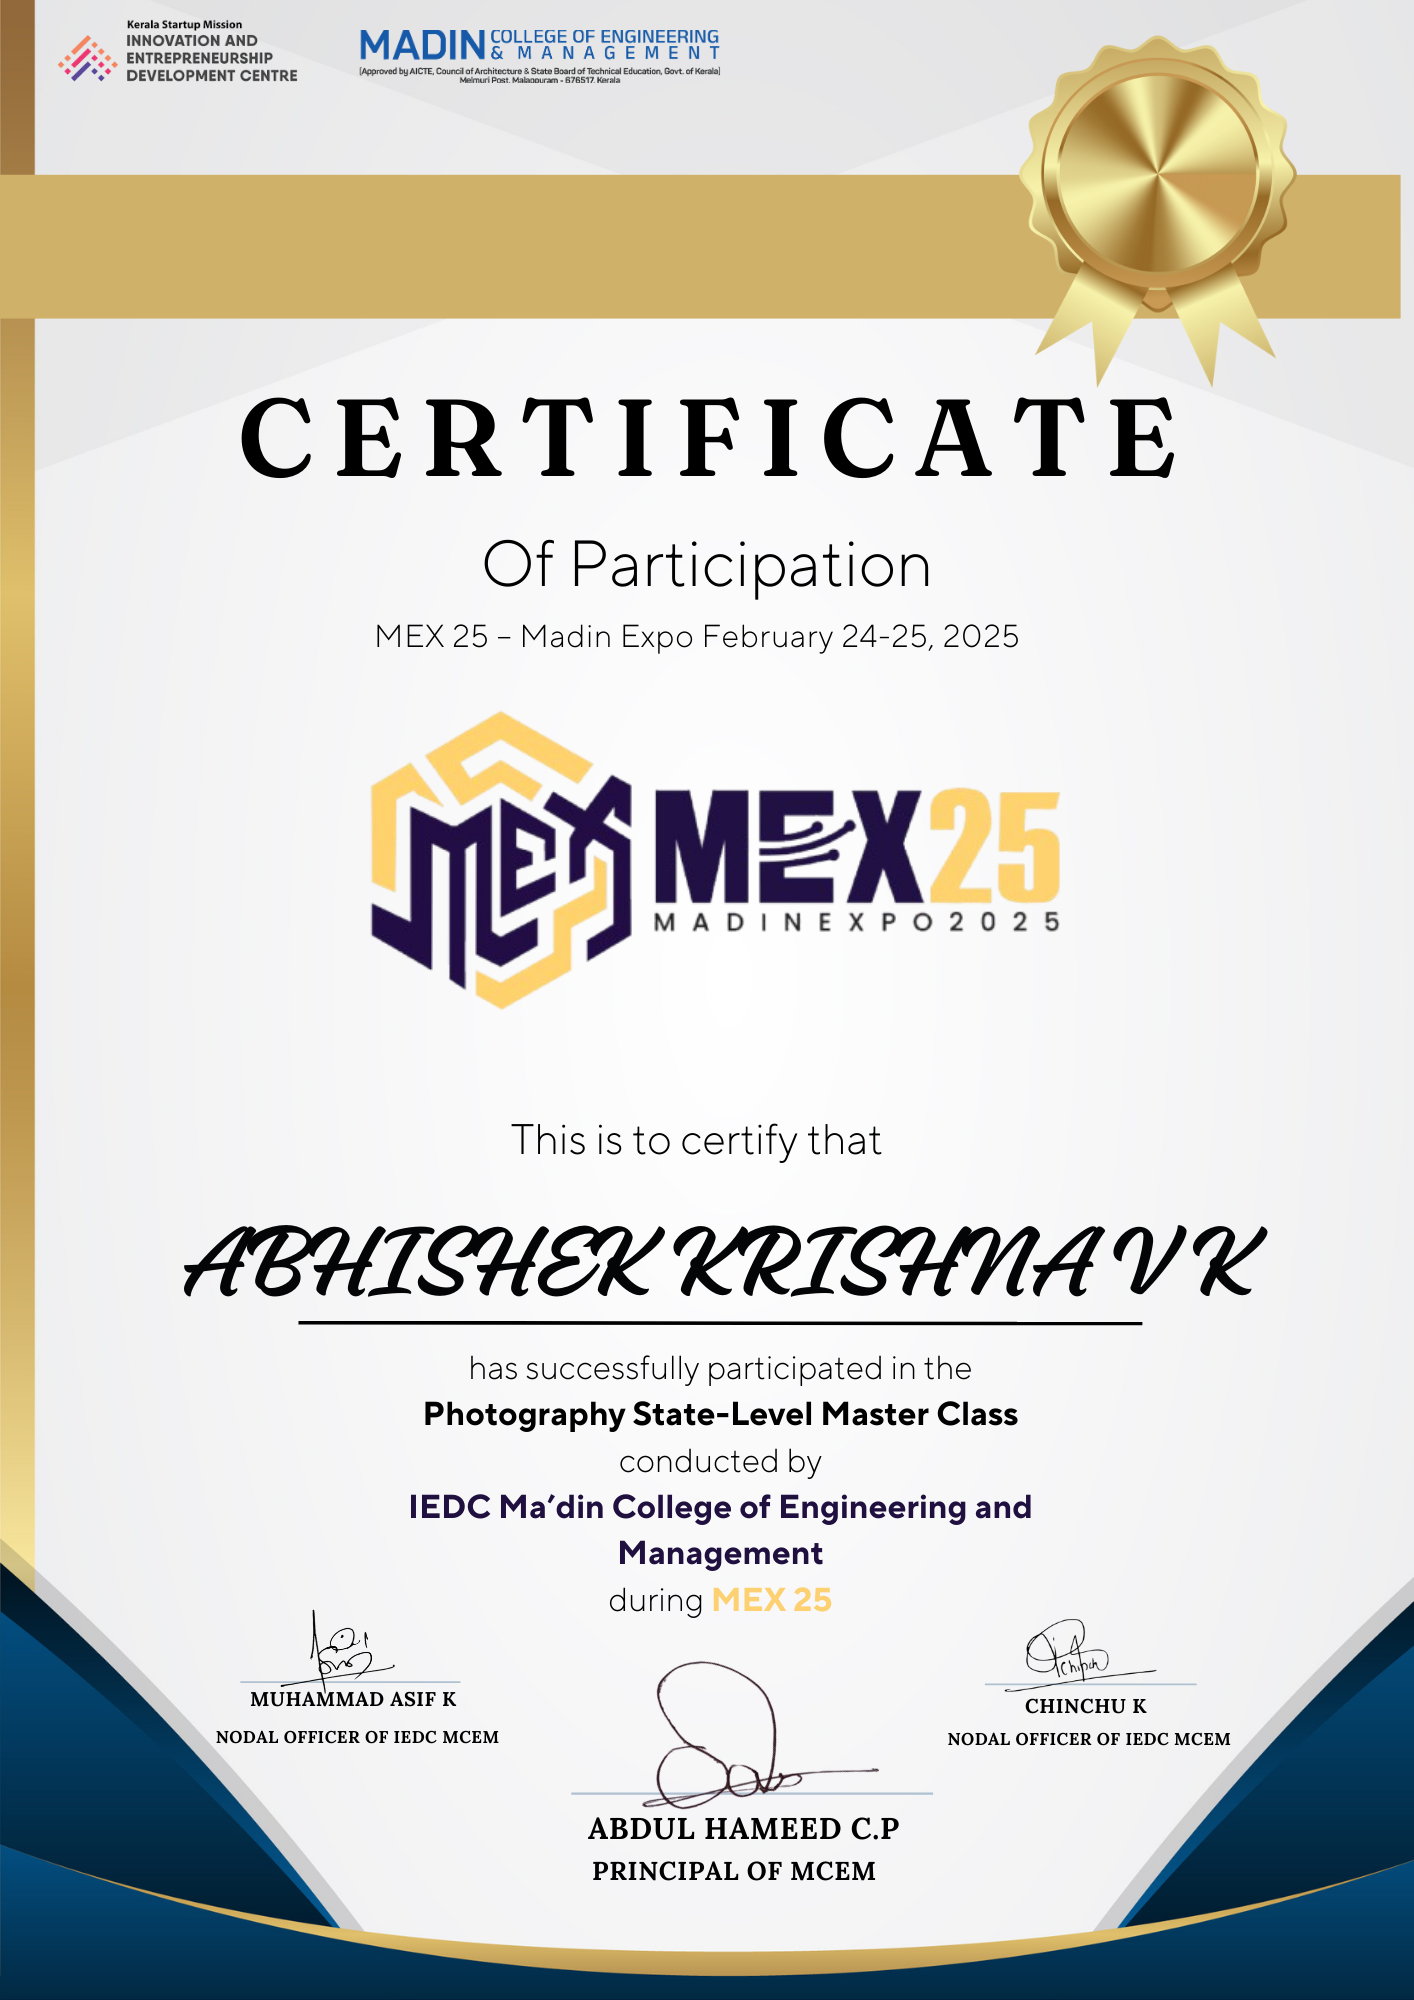 Kerala Startup Mission
INNOVATION AND
ENTREPRENEURSHIP
DEVELOPMENT CENTRE
MADIN COLLEGE OF ENGINEERING
& MANAGEMENT
[Approved by AICTE, Council of Architecture & State Board of Technical Education, Govt. of Kerala]
Melmuri Post, Malappuram - 676517, Kerala
CERTIFICATE
Of Participation
MEX 25 – Madin Expo February 24-25, 2025
MEX
MEX25
MADINEXPO2025
This is to certify that
ABHISHEK KRISHNA V K
has successfully participated in the
Photography State-Level Master Class
conducted by
IEDC Ma’din College of Engineering and
Management
during MEX 25
MUHAMMAD ASIF K
NODAL OFFICER OF IEDC MCEM
CHINCHU K
NODAL OFFICER OF IEDC MCEM
ABDUL HAMEED C.P
PRINCIPAL OF MCEM